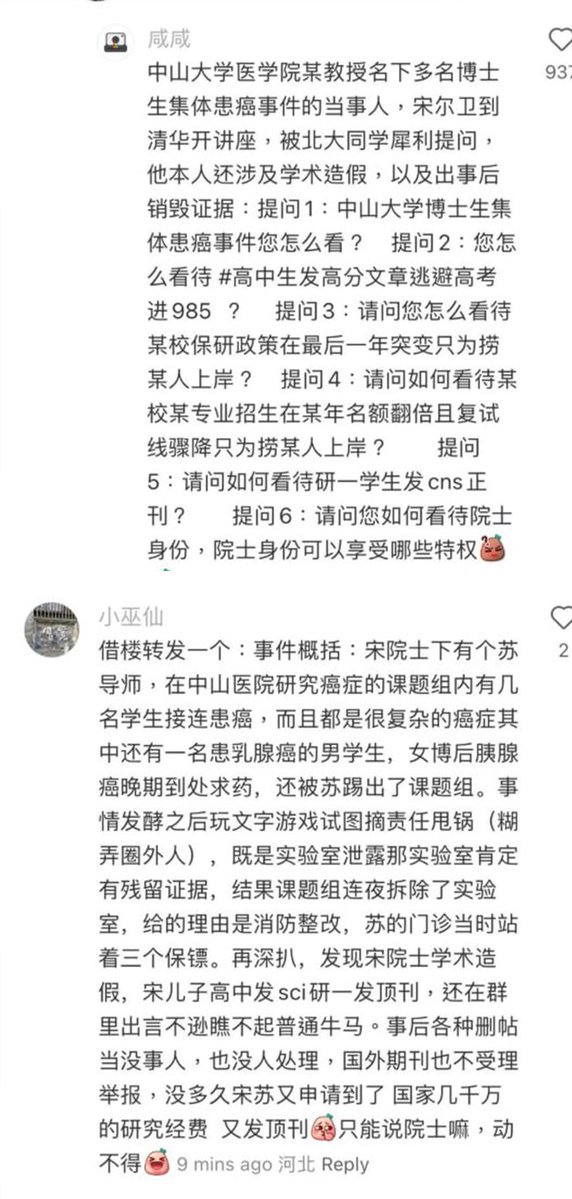 咸咸
中山大学医学院某教授名下多名博士
937
生集体患癌事件的当事人，宋尔卫到
清华开讲座，被北大同学犀利提问，
他本人还涉及学术造假，以及出事后
销毁证据：提问1：中山大学博士生集
体患癌事件您怎么看？ 提问2：您怎
么看待 #高中生发高分文章逃避高考
进985 ？ 提问3：请问您怎么看待
某校保研政策在最后一年突变只为捞
某人上岸？ 提问4：请问如何看待某
校某专业招生在某年名额翻倍且复试
线骤降只为捞某人上岸？ 提问
5：请问如何看待研一学生发cns正
刊？ 提问6：请问您如何看待院士
身份，院士身份可以享受哪些特权
小巫仙
借楼转发一个：事件概括：宋院士下有个苏
2
导师，在中山医院研究癌症的课题组内有几
名学生接连患癌，而且都是很复杂的癌症其
中还有一名患乳腺癌的男学生，女博后胰腺
癌晚期到处求药，还被苏踢出了课题组。事
情发酵之后玩文字游戏试图摘责任甩锅（糊
弄圈外人），既是实验室泄露那实验室肯定
有残留证据，结果课题组连夜拆除了实验
室，给的理由是消防整改，苏的门诊当时站
着三个保镖。再深扒，发现宋院士学术造
假，宋儿子高中发sci研一发顶刊，还在群
里出言不逊瞧不起普通牛马。事后各种删帖
当没事人，也没人处理，国外期刊也不受理
举报，没多久宋苏又申请到了 国家几千万
的研究经费 又发顶刊 只能说院士嘛，动
不得 9 mins ago 河北 Reply